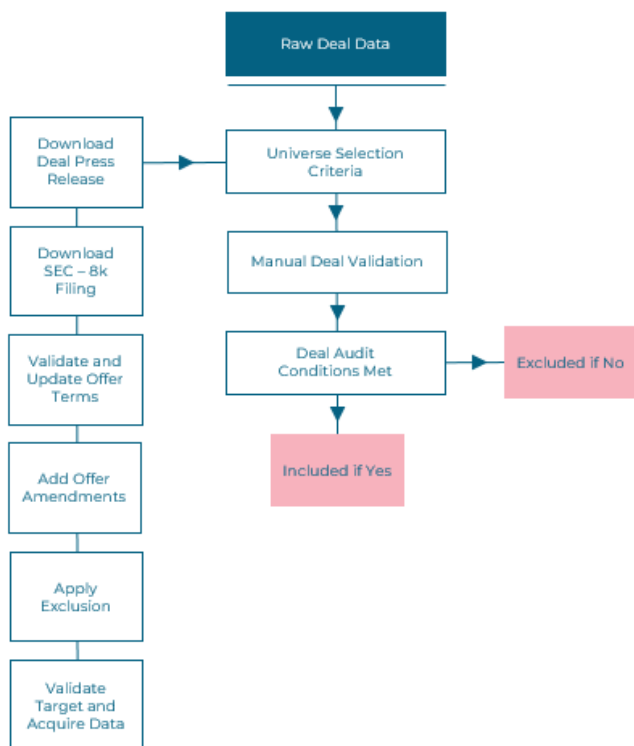 Raw Deal Data
Download
Deal Press
Release
Universe Selection
Criteria
Download
SEC – 8k
Filing
Manual Deal Validation
Validate and
Update Offer
Terms
Deal Audit
Conditions Met
Excluded if No
Add Offer
Amendments
Included if Yes
Apply
Exclusion
Validate
Target and
Acquire Data